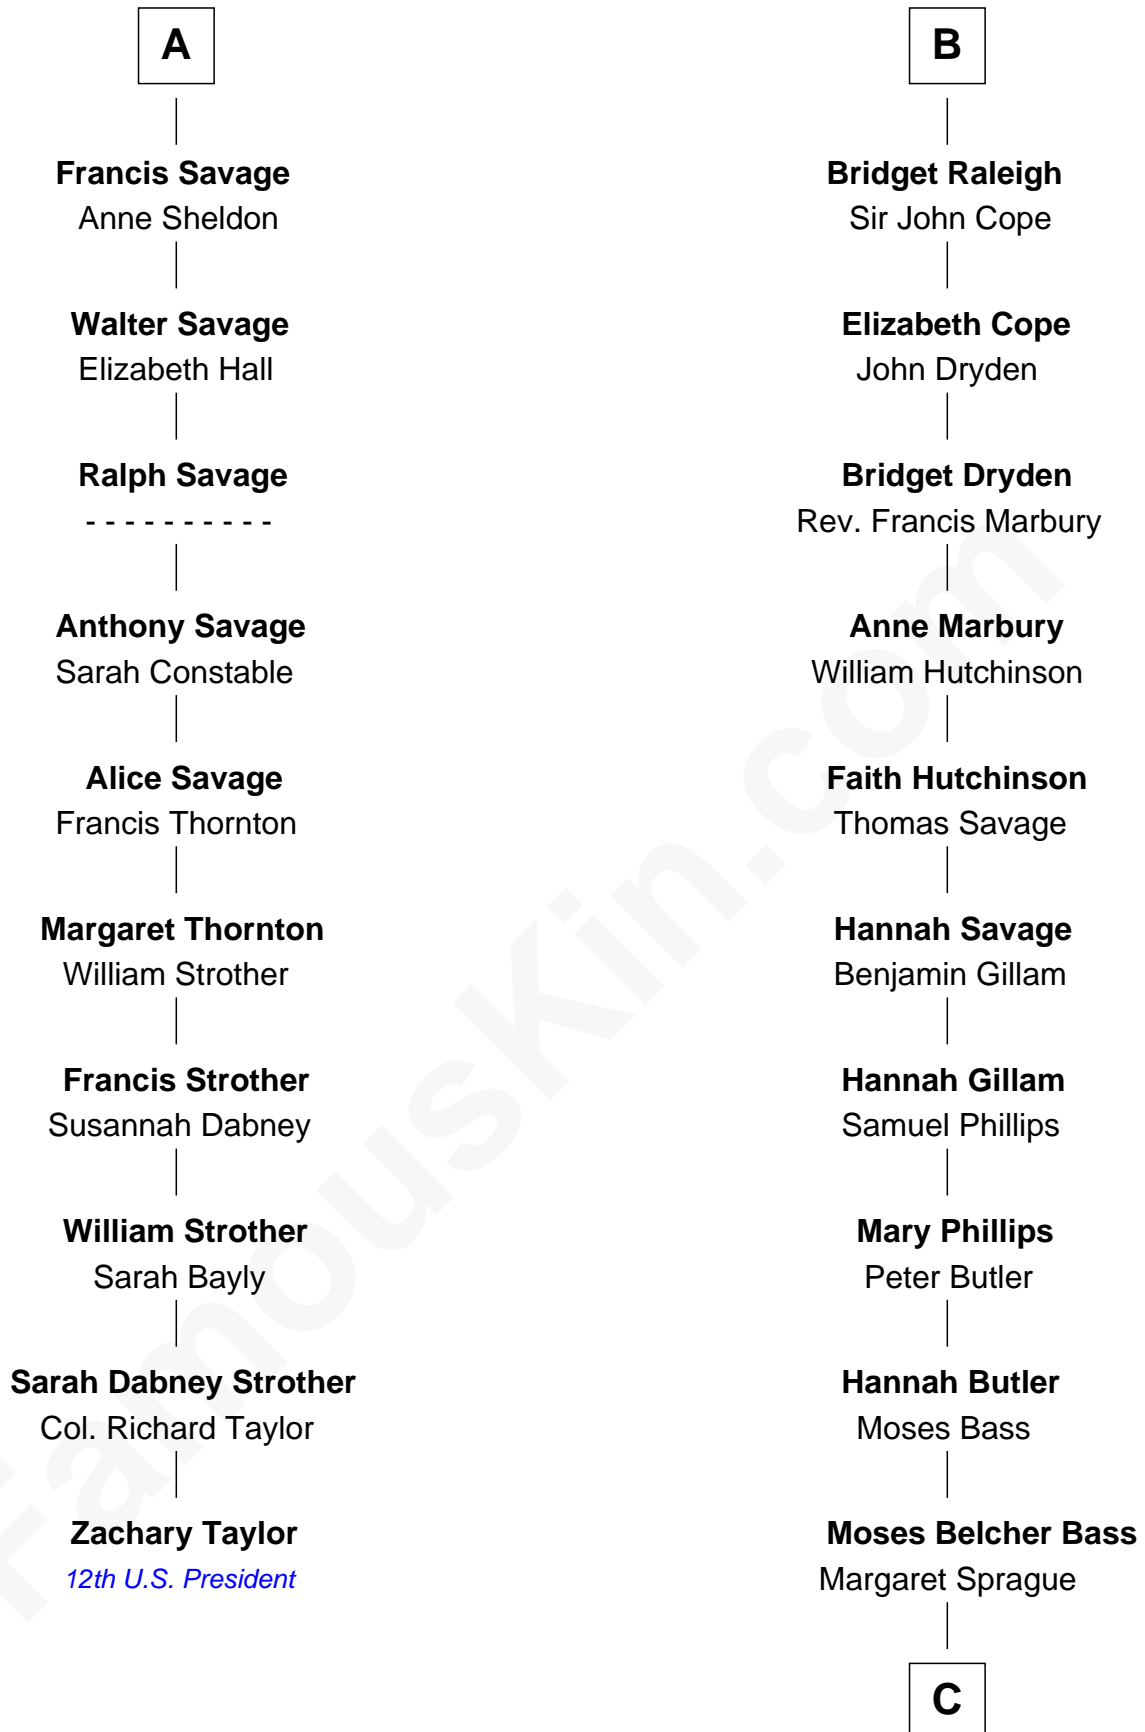 A
Francis Savage
Anne Sheldon
Walter Savage
Elizabeth Hall
Ralph Savage
- - - - - - - - - -
Anthony Savage
Sarah Constable
Alice Savage
Francis Thornton
Margaret Thornton
William Strother
Francis Strother
Susannah Dabney
William Strother
Sarah Bayly
Sarah Dabney Strother
Col. Richard Taylor
Zachary Taylor
12th U.S. President
B
Bridget Raleigh
Sir John Cope
Elizabeth Cope
John Dryden
Bridget Dryden
Rev. Francis Marbury
Anne Marbury
William Hutchinson
Faith Hutchinson
Thomas Savage
Hannah Savage
Benjamin Gillam
Hannah Gillam
Samuel Phillips
Mary Phillips
Peter Butler
Hannah Butler
Moses Bass
Moses Belcher Bass
Margaret Sprague
C
FamousKin.com